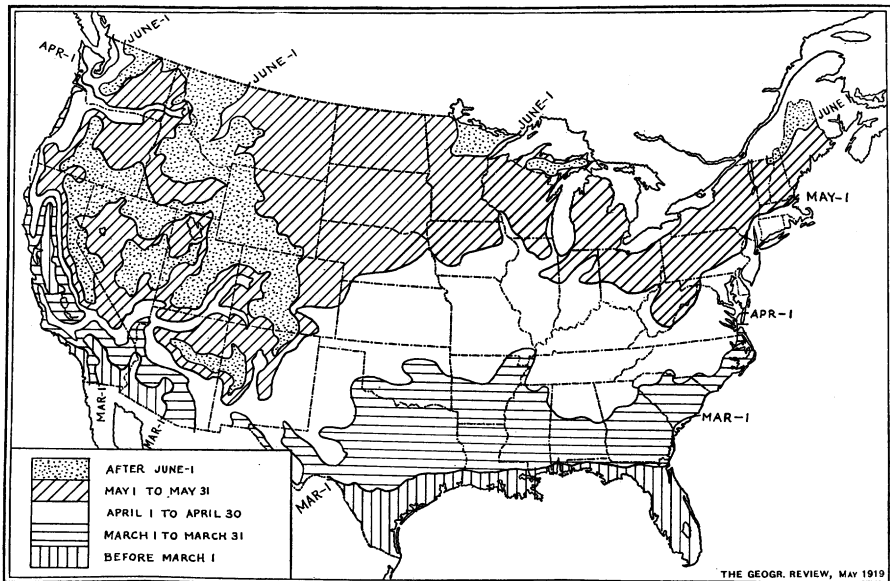 JUNE-1
APR-1
JUNE-1
JUNE-1
JUNE 1
MAY-1
APR-1
MAR-1
MAR-1
MAR-1
MAR-1
AFTER JUNE-1
MAY 1 TO MAY 31
APRIL 1 TO APRIL 30
MARCH 1 TO MARCH 31
BEFORE MARCH 1
THE GEOGR. REVIEW, MAY 1919